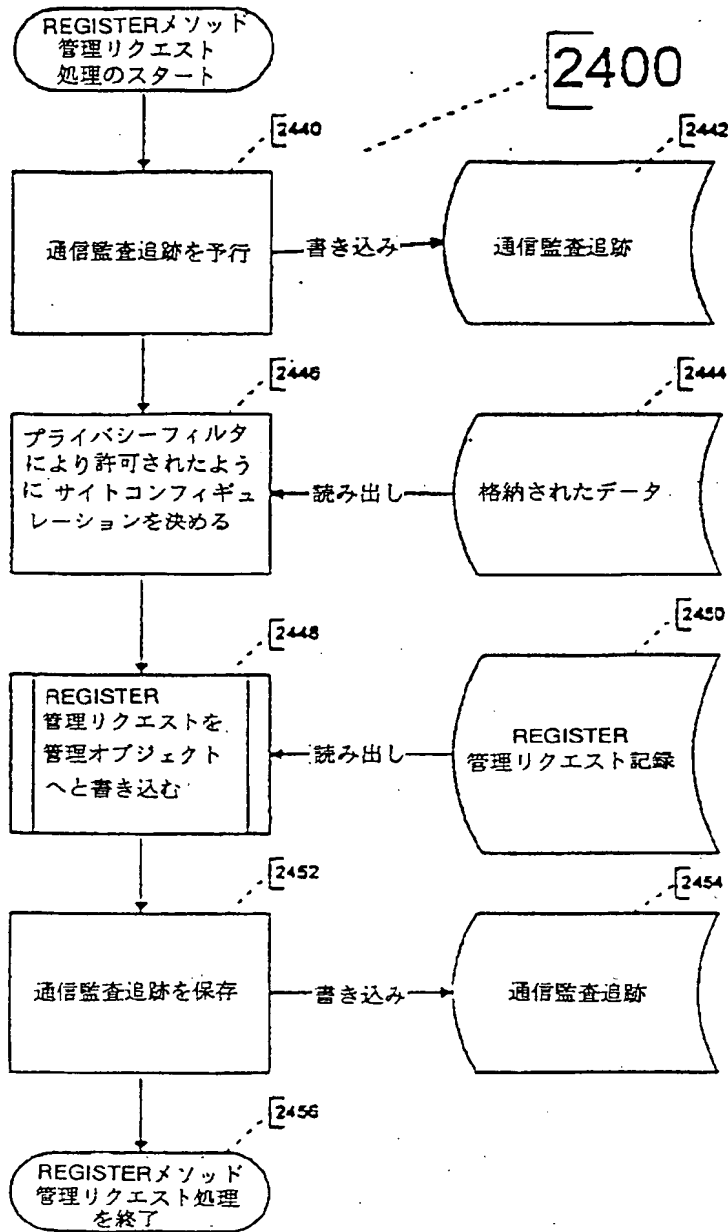 REGISTERメソッド
管理リクエスト
処理のスタート
2400
2440
2442
通信監査追跡を予行
書き込み
通信監査追跡
2446
2444
プライバシーフィルタ
により許可されたよう
に サイトコンフィギュ
レーションを決める
読み出し
格納されたデータ
2448
2450
REGISTER
管理リクエストを
管理オブジェクト
へと書き込む
読み出し
REGISTER
管理リクエスト記録
2452
2454
通信監査追跡を保存
書き込み
通信監査追跡
2456
REGISTERメソッド
管理リクエスト処理
を終了